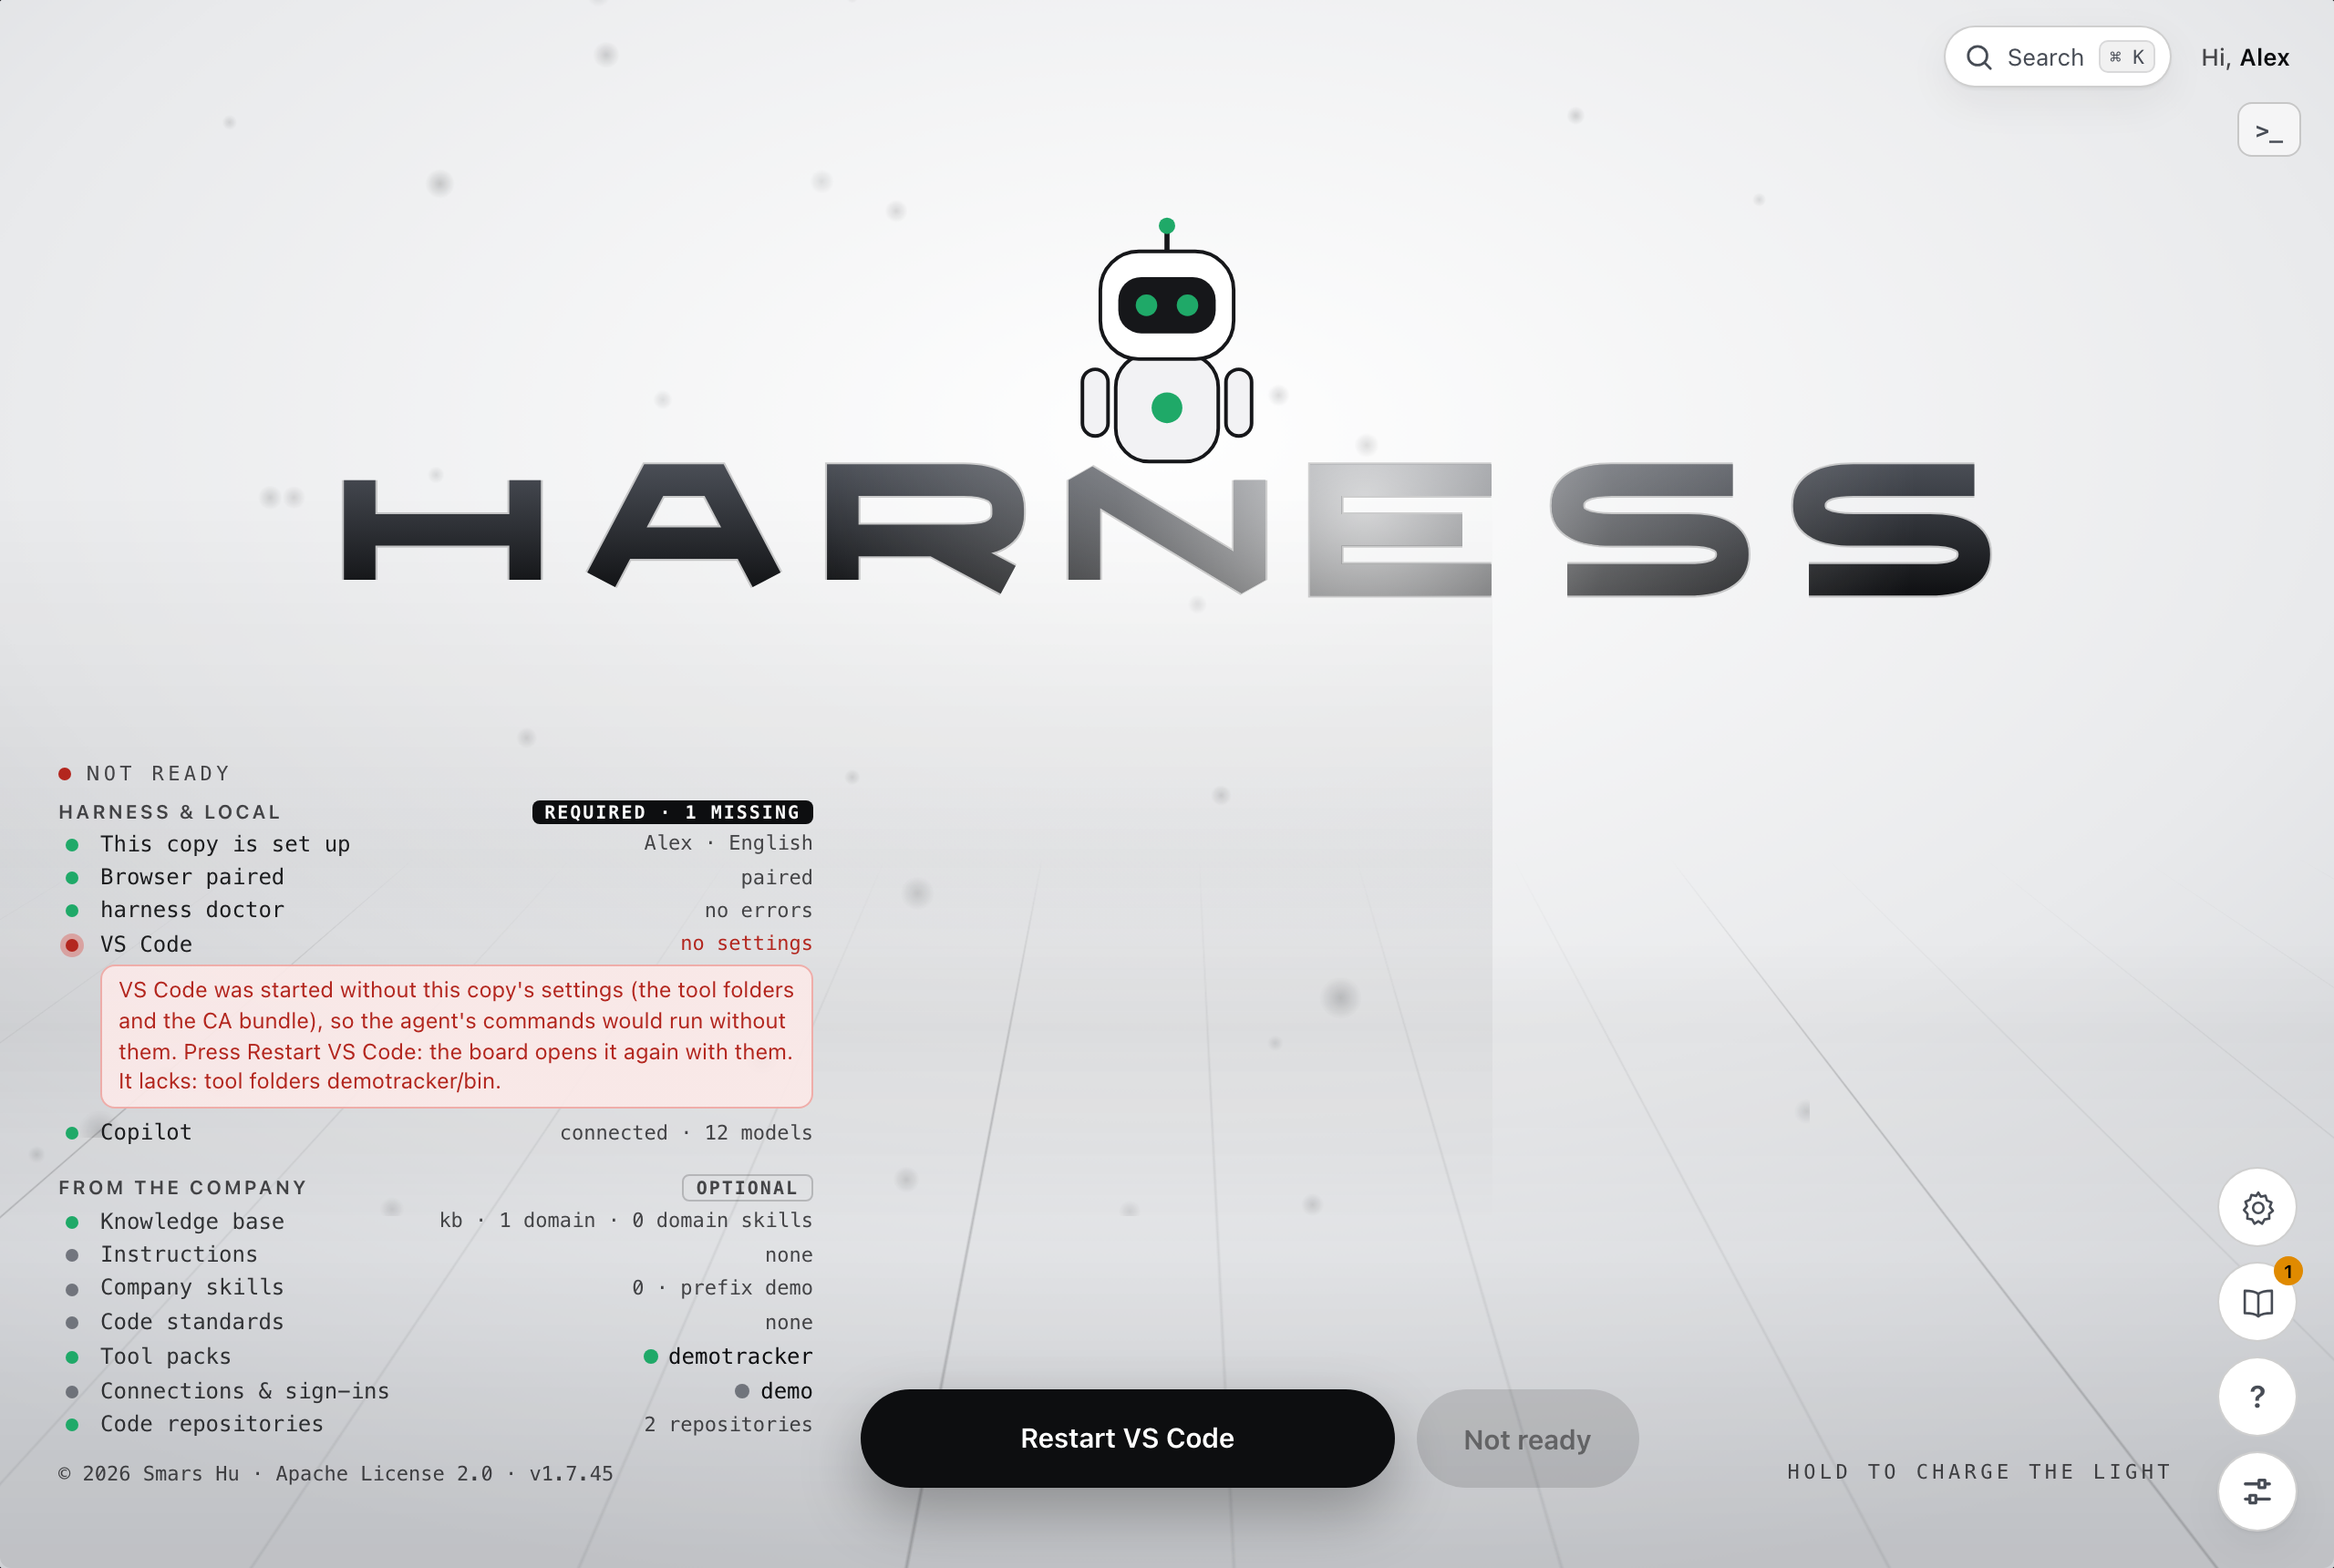 Search ⌘ K
Hi, Alex
>_
HARNESS
NOT READY
HARNESS & LOCAL
REQUIRED · 1 MISSING
This copy is set up
Alex · English
Browser paired
paired
harness doctor
no errors
VS Code
no settings
VS Code was started without this copy's settings (the tool folders
and the CA bundle), so the agent's commands would run without
them. Press Restart VS Code: the board opens it again with them.
It lacks: tool folders demotracker/bin.
Copilot
connected · 12 models
FROM THE COMPANY
OPTIONAL
Knowledge base
kb · 1 domain · 0 domain skills
Instructions
none
Company skills
0 · prefix demo
Code standards
none
Tool packs
demotracker
Connections & sign-ins
demo
Code repositories
2 repositories
© 2026 Smars Hu · Apache License 2.0 · v1.7.45
Restart VS Code
Not ready
HOLD TO CHARGE THE LIGHT
1
?